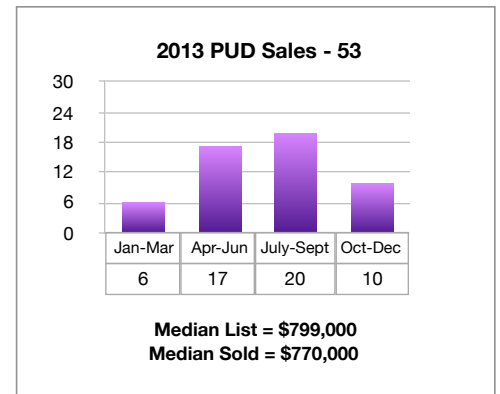 2013 PUD Sales - 53
30
24
18
12
6
0
Jan-Mar Apr-Jun July-Sept Oct-Dec
6 17 20 10
Median List = $799,000
Median Sold = $770,000